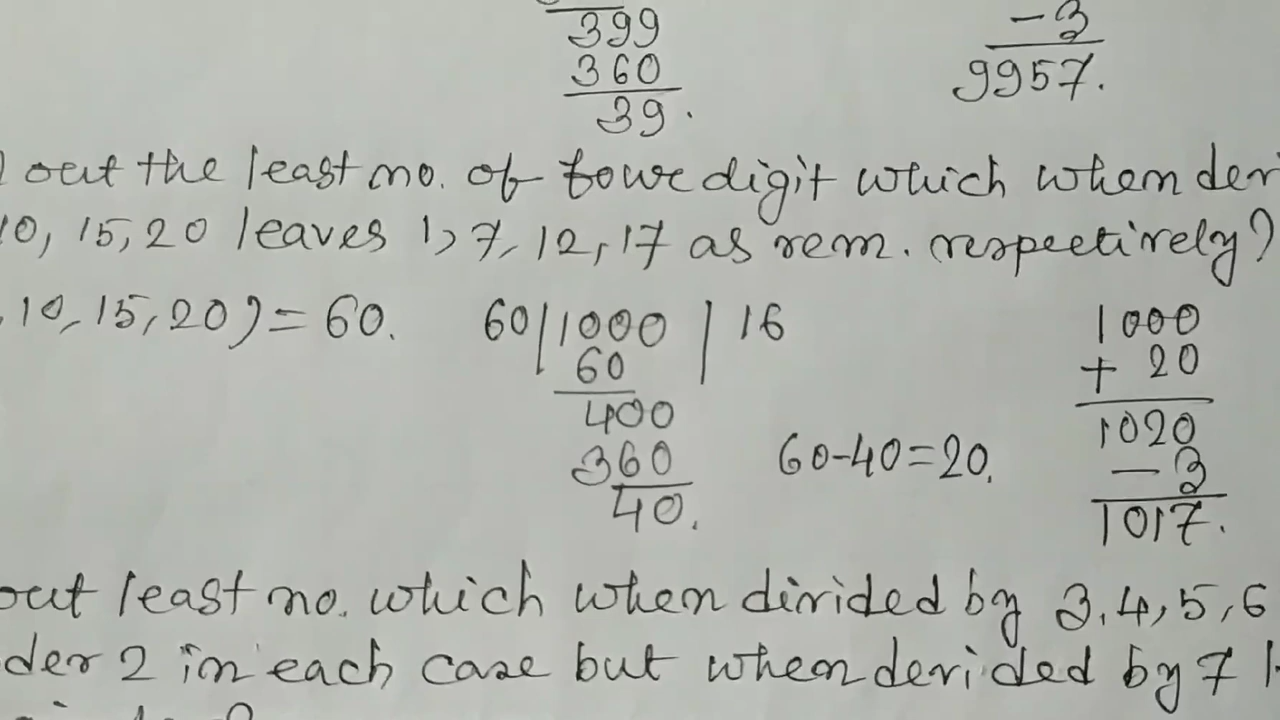 399
360
39.
- 3
9957.
out the least no. of four digit which when der
10, 15, 20 leaves 1, 7, 12, 17 as rem. respectively?
10, 15, 20) = 60.
60 1000 16
60
400
360
40.
60-40=20.
1000
+ 20
1020
- 3
1017.
out least no. which when divided by 3, 4, 5, 6
der 2 in each case but when derided by 7